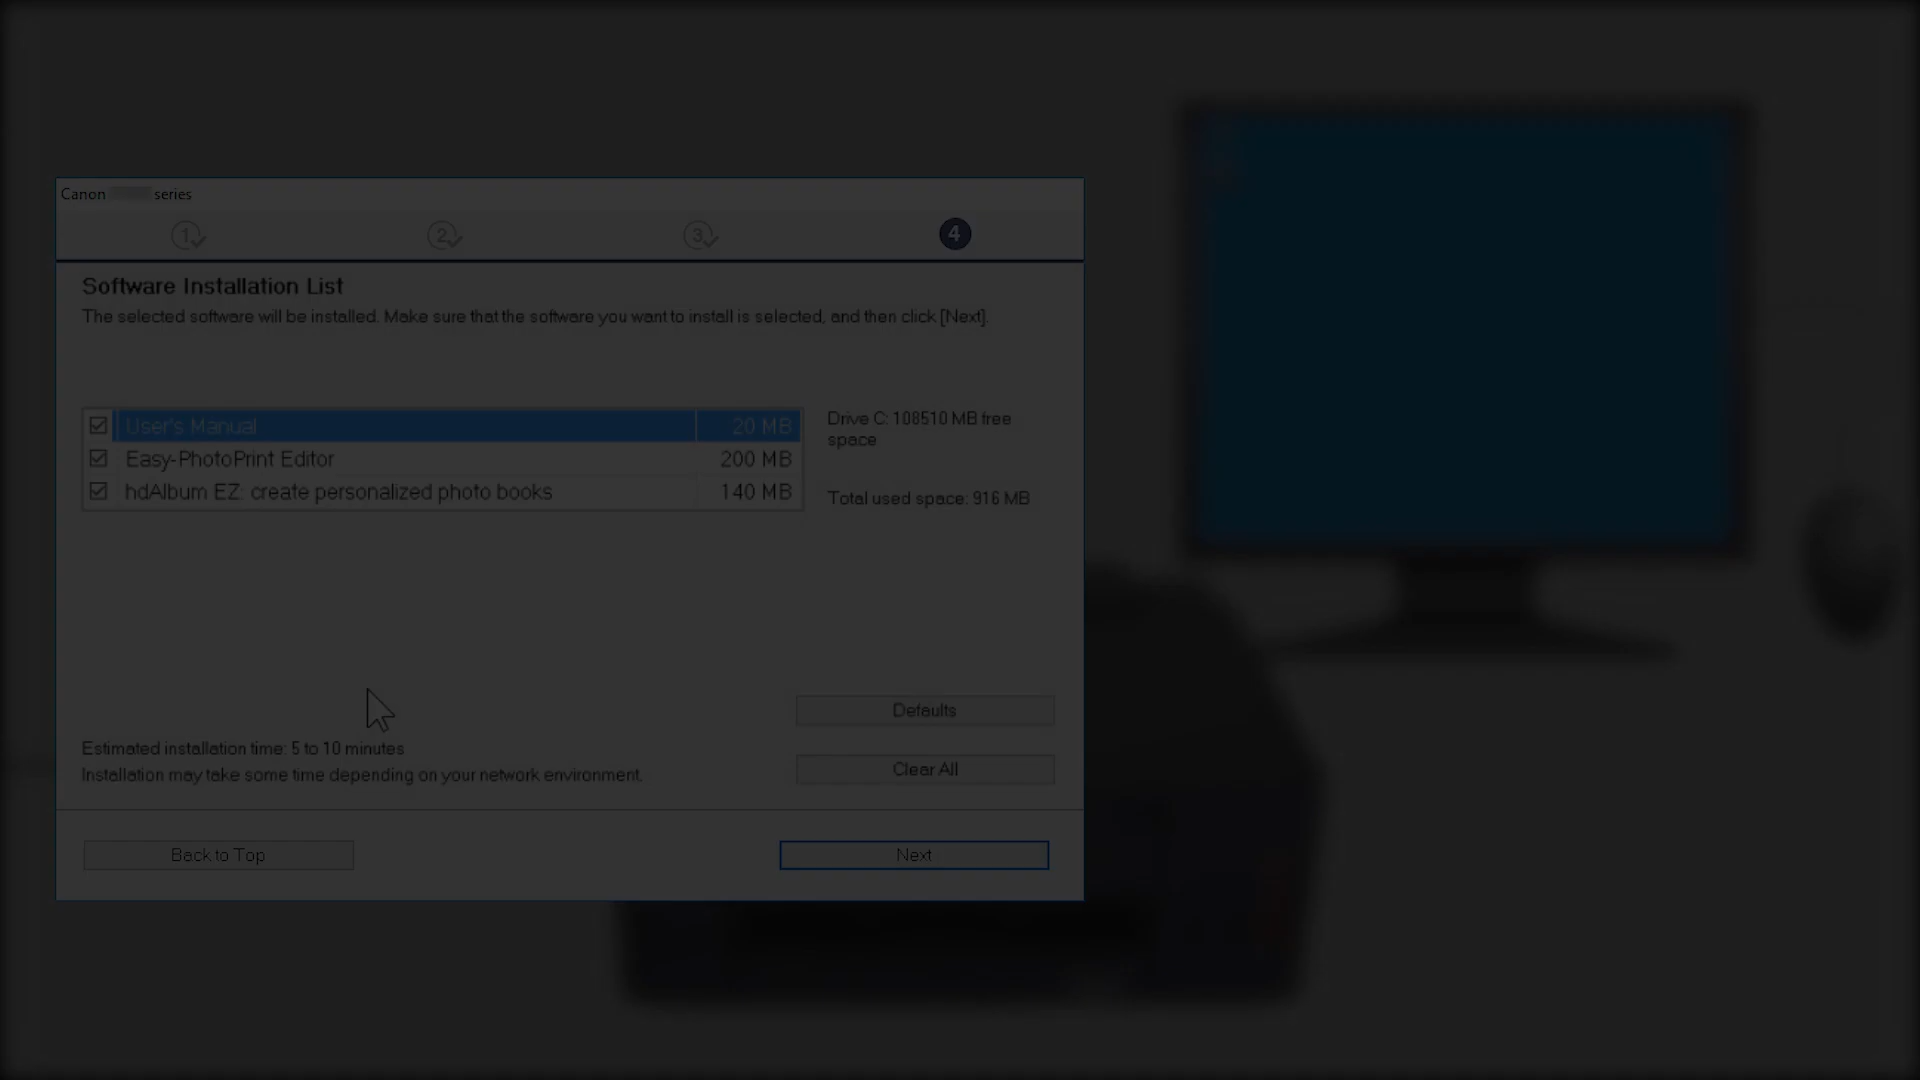 Canon series
1 2 3 4
Software Installation List
The selected software will be installed. Make sure that the software you want to install is selected, and then click [Next].
User's Manual 20 MB
Easy-PhotoPrint Editor 200 MB
hdAlbum EZ: create personalized photo books 140 MB
Drive C: 108510 MB free
space
Total used space: 916 MB
Defaults
Estimated installation time: 5 to 10 minutes
Installation may take some time depending on your network environment.
Clear All
Back to Top
Next